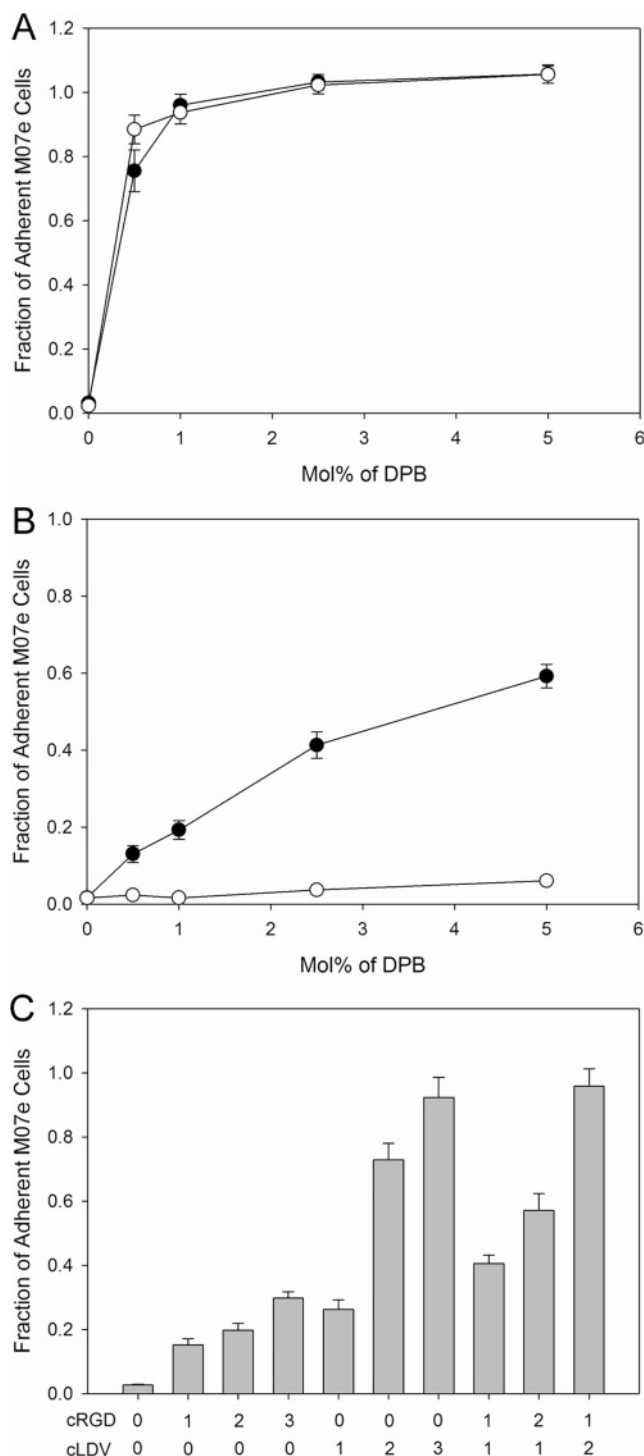 A
Fraction of Adherent M07e Cells
1.2
1.0
0.8
0.6
0.4
0.2
0.0
0 1 2 3 4 5 6
Mol% of DPB
B
Fraction of Adherent M07e Cells
1.0
0.8
0.6
0.4
0.2
0.0
0 1 2 3 4 5 6
Mol% of DPB
C
Fraction of Adherent M07e Cells
1.2
1.0
0.8
0.6
0.4
0.2
0.0
cRGD 0 1 2 3 0 0 0 1 2 1
cLDV 0 0 0 0 1 2 3 1 1 2